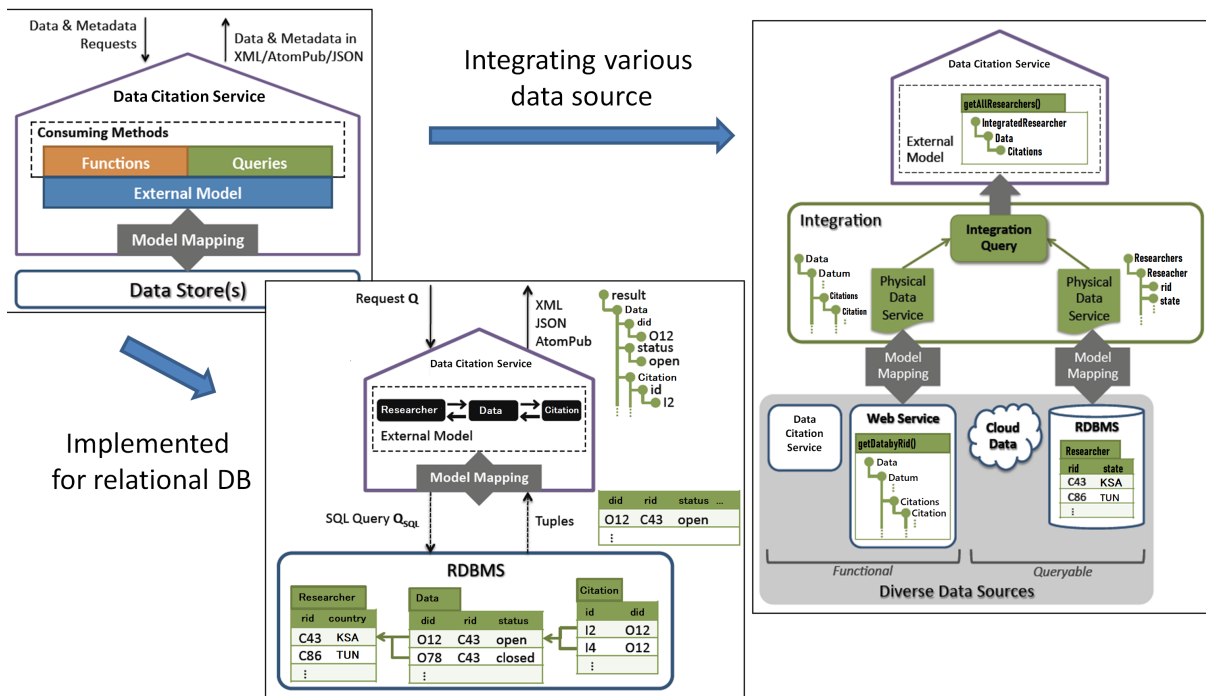 Data & Metadata
Requests
Data & Metadata in
XML/AtomPub/JSON
Data Citation Service
Consuming Methods
Functions
Queries
External Model
Model Mapping
Data Store(s)
Integrating various
data source
Implemented
for relational DB
Request Q
XML
JSON
AtomPub
result
Data
did
O12
status
open
Citation
id
I2
Data Citation Service
Researcher
Data
Citation
External Model
Model Mapping
SQL Query QSQL
Tuples
did rid status ...
O12 C43 open
⋮
RDBMS
Researcher
rid country
C43 KSA
C86 TUN
⋮
Data
did rid status
O12 C43 open
O78 C43 closed
⋮
Citation
id did
I2 O12
I4 O12
⋮
Data Citation Service
getAllResearchers()
IntegratedResearcher
Data
Citations
External
Model
Integration
Integration
Query
Data
Datum
⋮
Citations
Citation
⋮
Physical
Data
Service
Physical
Data
Service
Researchers
Reseacher
rid
state
⋮
Model
Mapping
Model
Mapping
Data
Citation
Service
Web Service
getDatabyRid()
Data
Datum
⋮
Citations
Citation
⋮
Cloud
Data
RDBMS
Researcher
rid state
C43 KSA
C86 TUN
⋮
Functional
Queryable
Diverse Data Sources